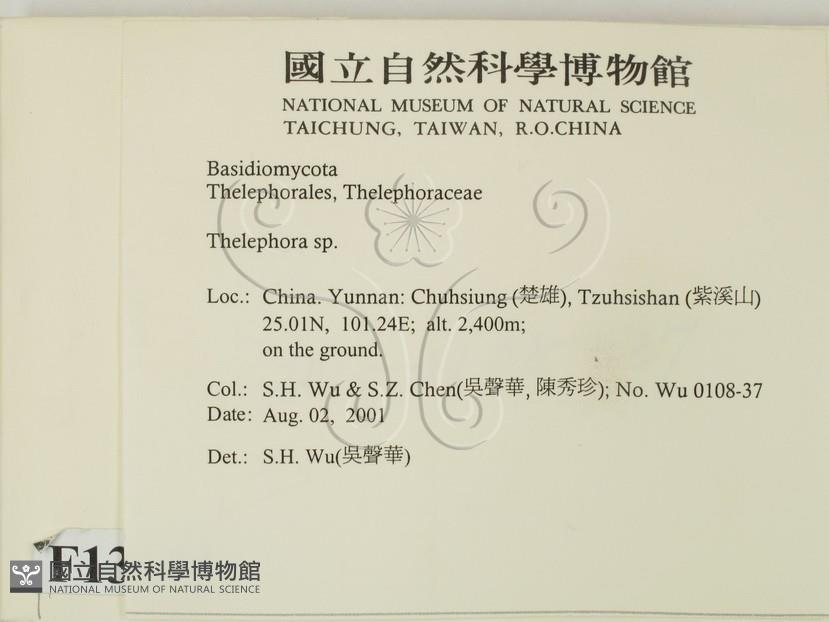 國立自然科學博物館
NATIONAL MUSEUM OF NATURAL SCIENCE
TAICHUNG, TAIWAN, R.O.CHINA
Basidiomycota
Thelephorales, Thelephoraceae
Thelephora sp.
Loc.: China. Yunnan: Chuhsiung (楚雄), Tzuhsishan (紫溪山)
25.01N, 101.24E; alt. 2,400m;
on the ground.
Col.: S.H. Wu & S.Z. Chen(吳聲華, 陳秀珍); No. Wu 0108-37
Date: Aug. 02, 2001
Det.: S.H. Wu(吳聲華)
F13
國立自然科學博物館
NATIONAL MUSEUM OF NATURAL SCIENCE